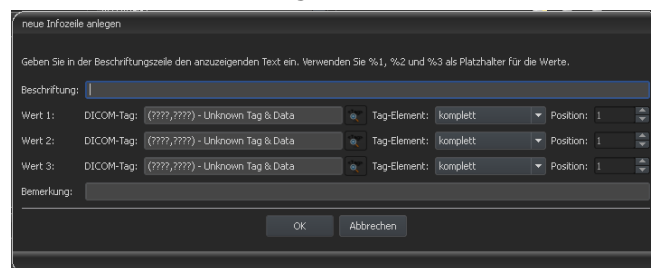 neue Infozeile anlegen
Geben Sie in der Beschriftungszeile den anzuzeigenden Text ein. Verwenden Sie %1, %2 und %3 als Platzhalter für die Werte.
Beschriftung:
Wert 1: DICOM-Tag: (????,????) - Unknown Tag & Data Tag-Element: komplett Position: 1
Wert 2: DICOM-Tag: (????,????) - Unknown Tag & Data Tag-Element: komplett Position: 1
Wert 3: DICOM-Tag: (????,????) - Unknown Tag & Data Tag-Element: komplett Position: 1
Bemerkung:
OK Abbrechen